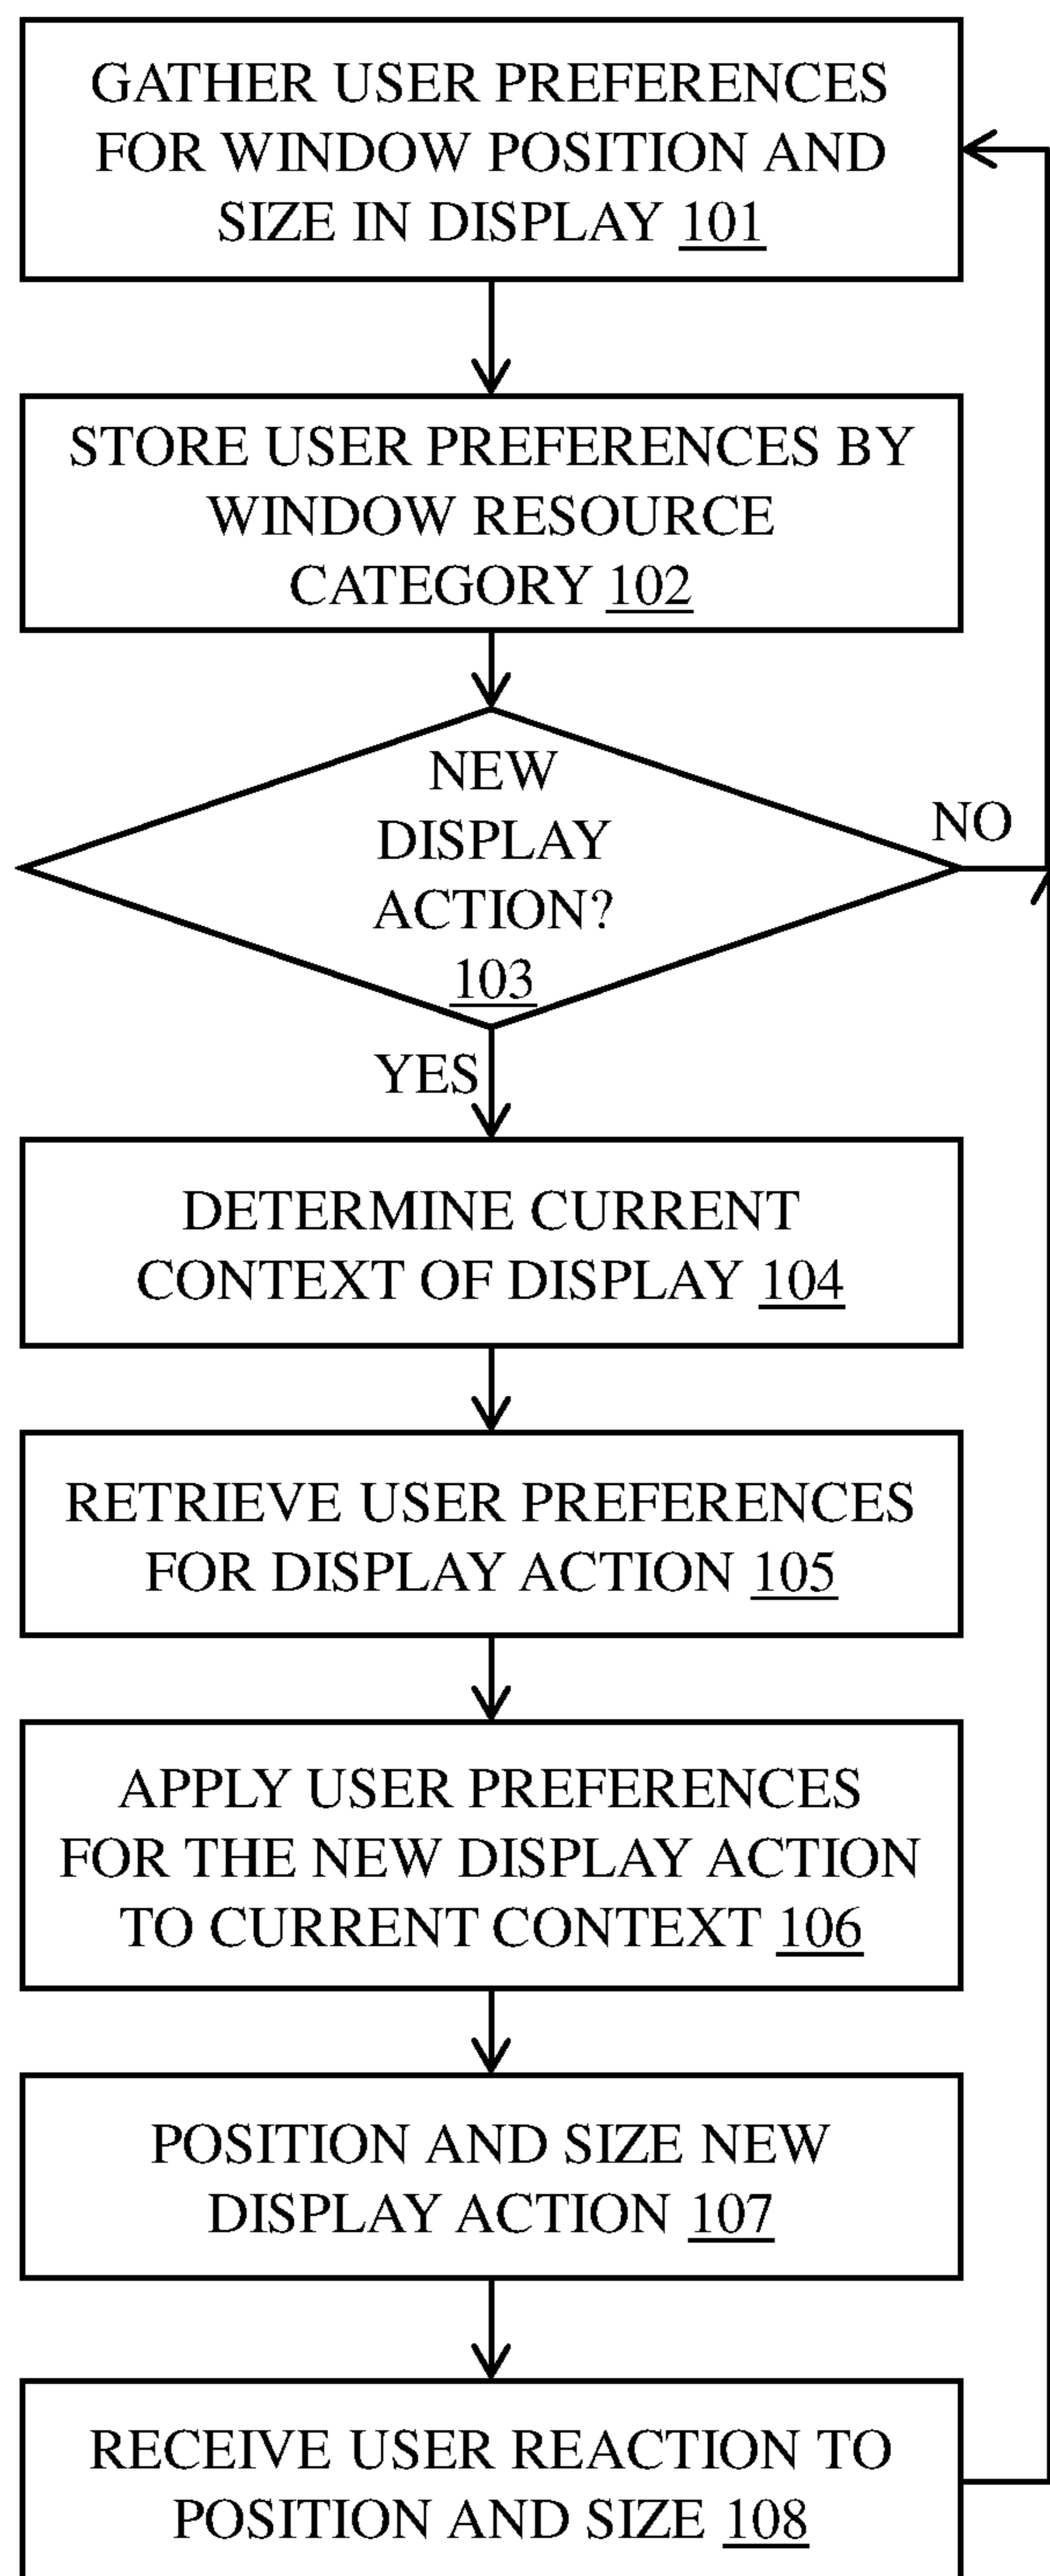 GATHER USER PREFERENCES
FOR WINDOW POSITION AND
SIZE IN DISPLAY 101
STORE USER PREFERENCES BY
WINDOW RESOURCE
CATEGORY 102
NEW
DISPLAY
ACTION?
103
NO
YES
DETERMINE CURRENT
CONTEXT OF DISPLAY 104
RETRIEVE USER PREFERENCES
FOR DISPLAY ACTION 105
APPLY USER PREFERENCES
FOR THE NEW DISPLAY ACTION
TO CURRENT CONTEXT 106
POSITION AND SIZE NEW
DISPLAY ACTION 107
RECEIVE USER REACTION TO
POSITION AND SIZE 108